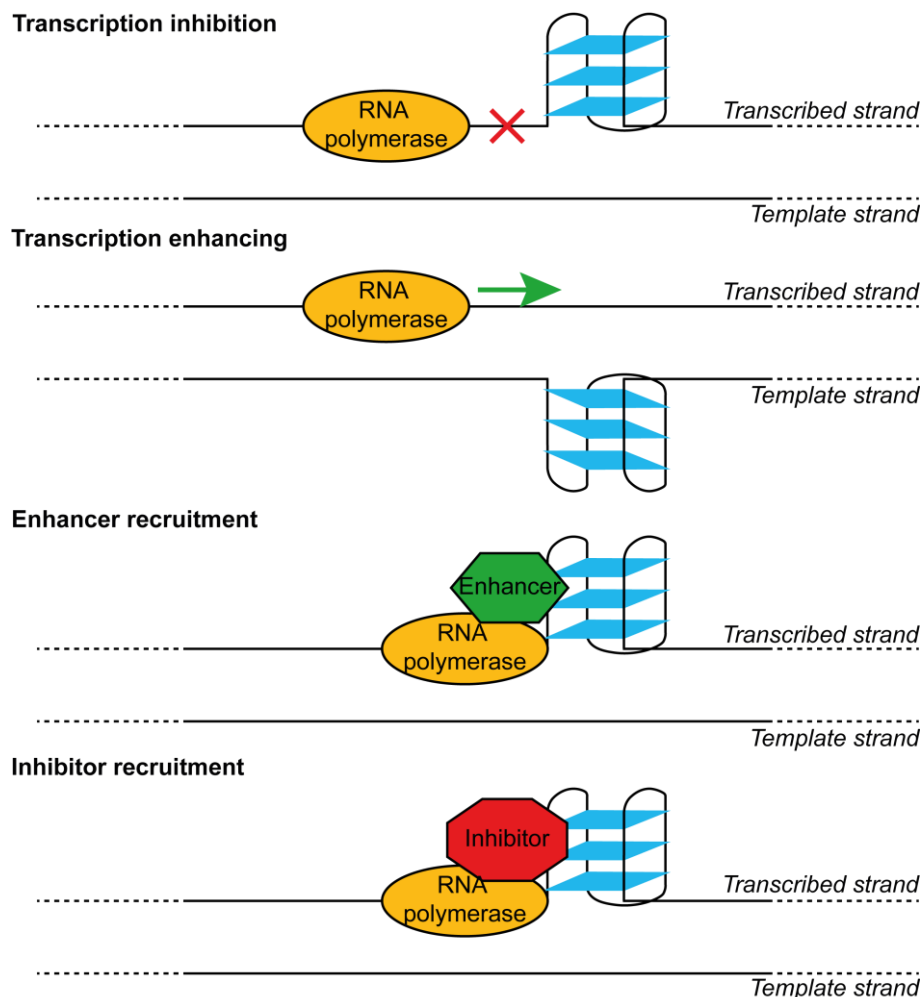 Transcription inhibition
RNA
polymerase
Transcribed strand
Template strand
Transcription enhancing
RNA
polymerase
Transcribed strand
Template strand
Enhancer recruitment
Enhancer
RNA
polymerase
Transcribed strand
Template strand
Inhibitor recruitment
Inhibitor
RNA
polymerase
Transcribed strand
Template strand